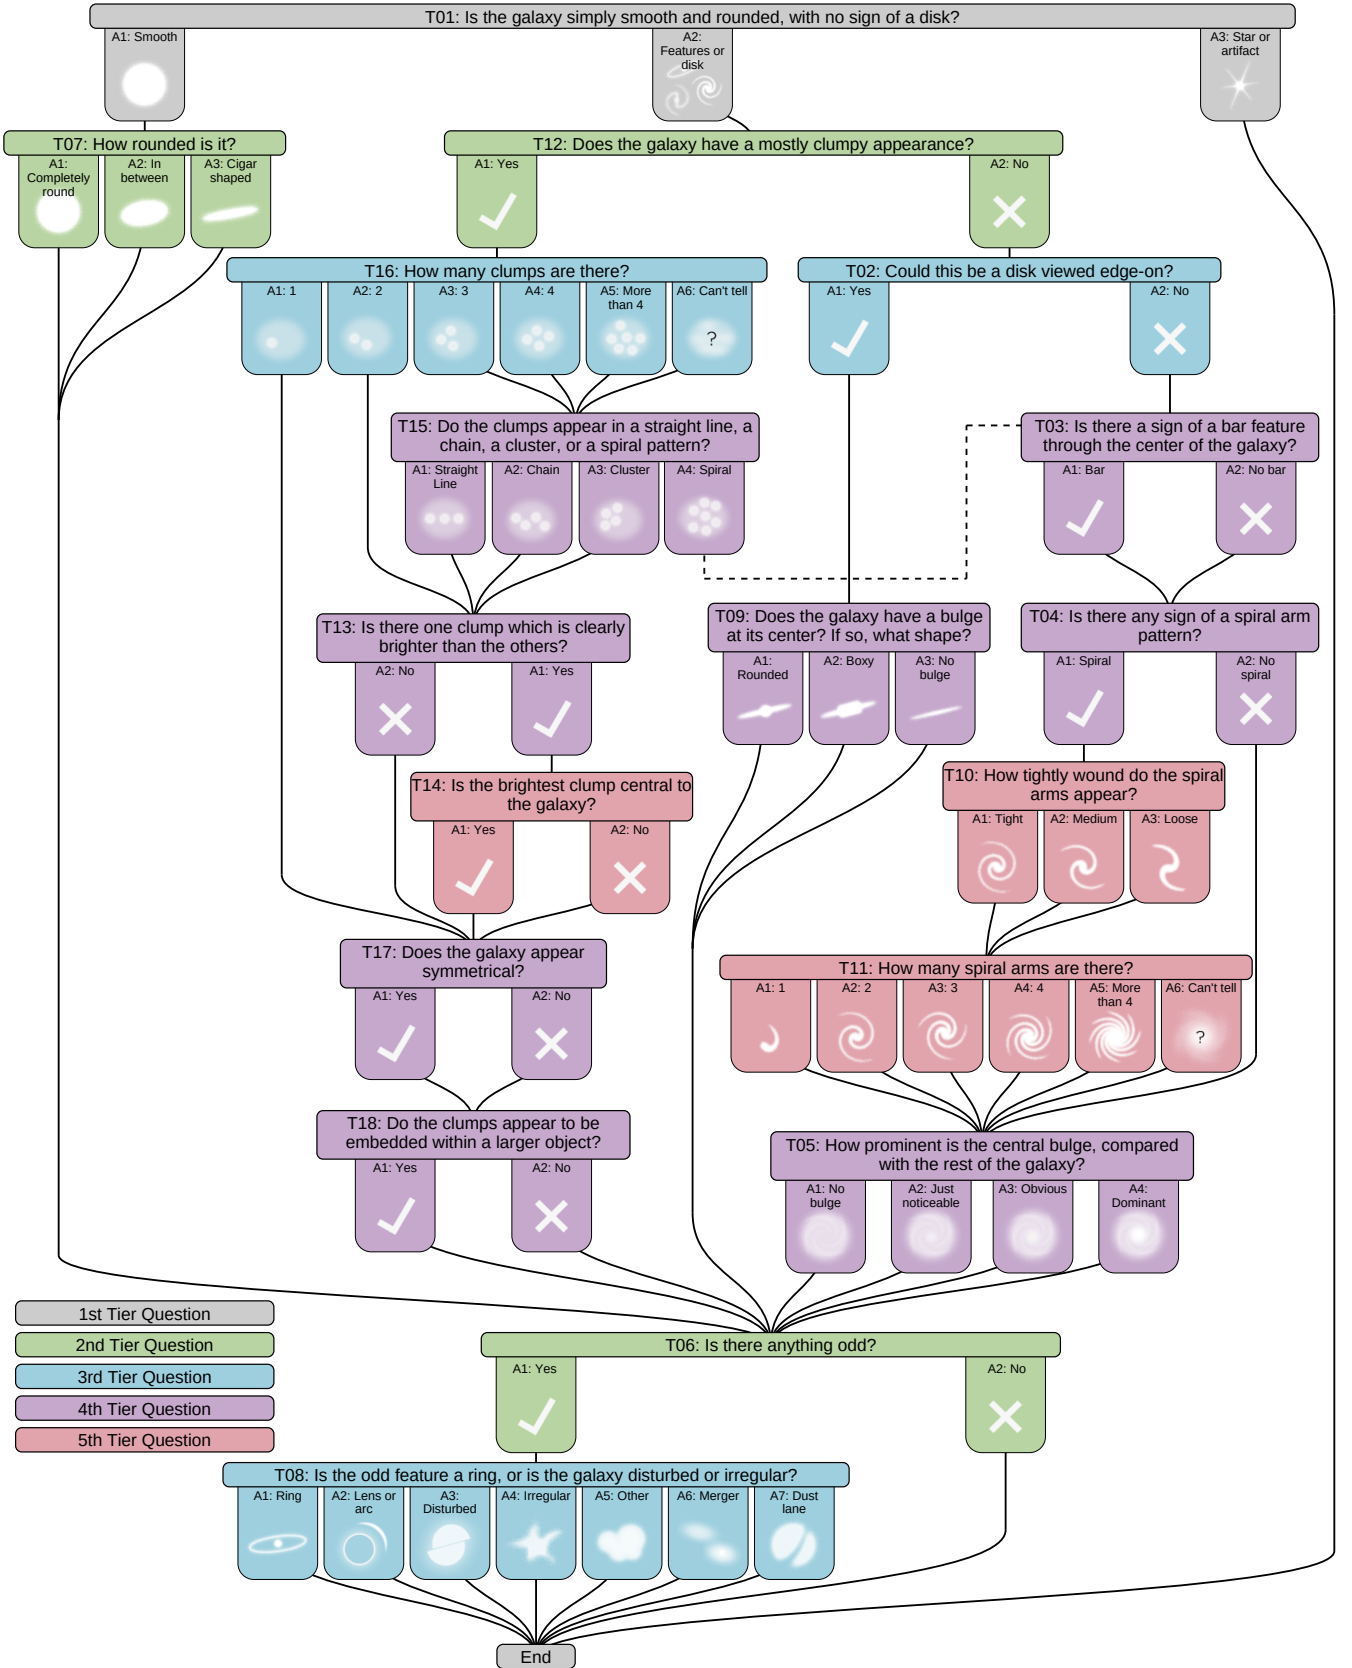 T01: Is the galaxy simply smooth and rounded, with no sign of a disk?
A1: Smooth
A2:
Features or
disk
A3: Star or
artifact
T07: How rounded is it?
A1:
Completely
round
A2: In
between
A3: Cigar
shaped
T12: Does the galaxy have a mostly clumpy appearance?
A1: Yes
A2: No
T16: How many clumps are there?
A1: 1
A2: 2
A3: 3
A4: 4
A5: More
than 4
A6: Can't tell
?
T02: Could this be a disk viewed edge-on?
A1: Yes
A2: No
T15: Do the clumps appear in a straight line, a
chain, a cluster, or a spiral pattern?
A1: Straight
Line
A2: Chain
A3: Cluster
A4: Spiral
T03: Is there a sign of a bar feature
through the center of the galaxy?
A1: Bar
A2: No bar
T13: Is there one clump which is clearly
brighter than the others?
A2: No
A1: Yes
T09: Does the galaxy have a bulge
at its center? If so, what shape?
A1:
Rounded
A2: Boxy
A3: No
bulge
T04: Is there any sign of a spiral arm
pattern?
A1: Spiral
A2: No
spiral
T14: Is the brightest clump central to
the galaxy?
A1: Yes
A2: No
T10: How tightly wound do the spiral
arms appear?
A1: Tight
A2: Medium
A3: Loose
T17: Does the galaxy appear
symmetrical?
A1: Yes
A2: No
T11: How many spiral arms are there?
A1: 1
A2: 2
A3: 3
A4: 4
A5: More
than 4
A6: Can't tell
?
T18: Do the clumps appear to be
embedded within a larger object?
A1: Yes
A2: No
T05: How prominent is the central bulge, compared
with the rest of the galaxy?
A1: No
bulge
A2: Just
noticeable
A3: Obvious
A4:
Dominant
1st Tier Question
2nd Tier Question
3rd Tier Question
4th Tier Question
5th Tier Question
T06: Is there anything odd?
A1: Yes
A2: No
T08: Is the odd feature a ring, or is the galaxy disturbed or irregular?
A1: Ring
A2: Lens or
arc
A3:
Disturbed
A4: Irregular
A5: Other
A6: Merger
A7: Dust
lane
End